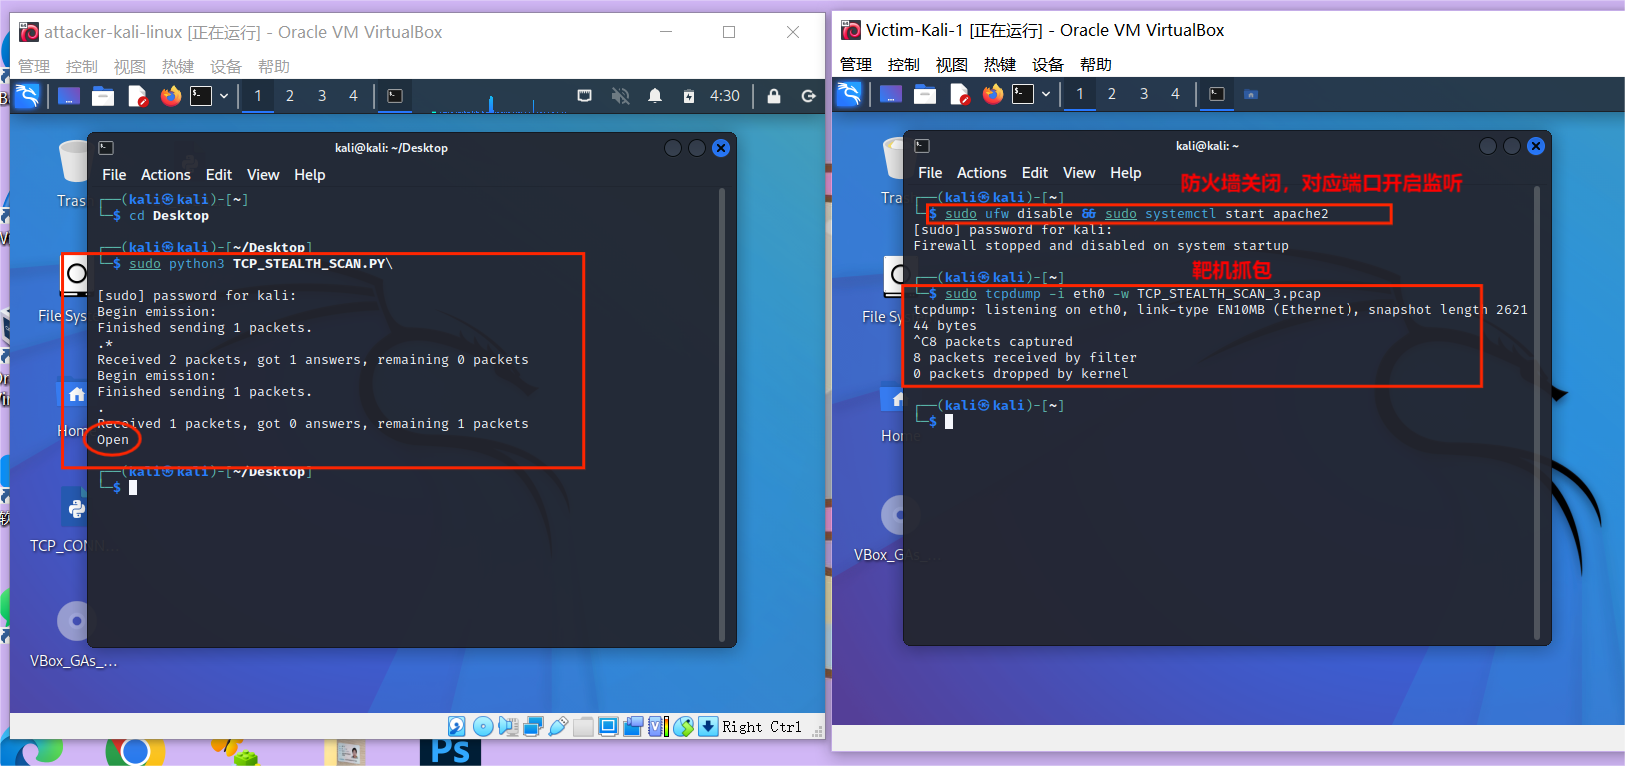 attacker-kali-linux [正在运行] - Oracle VM VirtualBox
管理 控制 视图 热键 设备 帮助
1 2 3 4 4:30
Tras
File Sys
Hom
TCP_CON
VBox_GAs_...
kali@kali: ~/Desktop
File Actions Edit View Help
┌──(kali㉿kali)-[~]
└─$ cd Desktop
┌──(kali㉿kali)-[~/Desktop]
└─$ sudo python3 TCP_STEALTH_SCAN.PY\
[sudo] password for kali:
Begin emission:
Finished sending 1 packets.
.*
Received 2 packets, got 1 answers, remaining 0 packets
Begin emission:
Finished sending 1 packets.
.
Received 1 packets, got 0 answers, remaining 1 packets
Open
┌──(kali㉿kali)-[~/Desktop]
└─$
Right Ctrl
Ps
Victim-Kali-1 [正在运行] - Oracle VM VirtualBox
管理 控制 视图 热键 设备 帮助
1 2 3 4
Tra
File Sy
Hom
VBox_GAs_...
kali@kali: ~
File Actions Edit View Help
防火墙关闭，对应端口开启监听
┌──(kali㉿kali)-[~]
└─$ sudo ufw disable && sudo systemctl start apache2
[sudo] password for kali:
Firewall stopped and disabled on system startup
靶机抓包
┌──(kali㉿kali)-[~]
└─$ sudo tcpdump -i eth0 -w TCP_STEALTH_SCAN_3.pcap
tcpdump: listening on eth0, link-type EN10MB (Ethernet), snapshot length 2621
44 bytes
^C8 packets captured
8 packets received by filter
0 packets dropped by kernel
┌──(kali㉿kali)-[~]
└─$